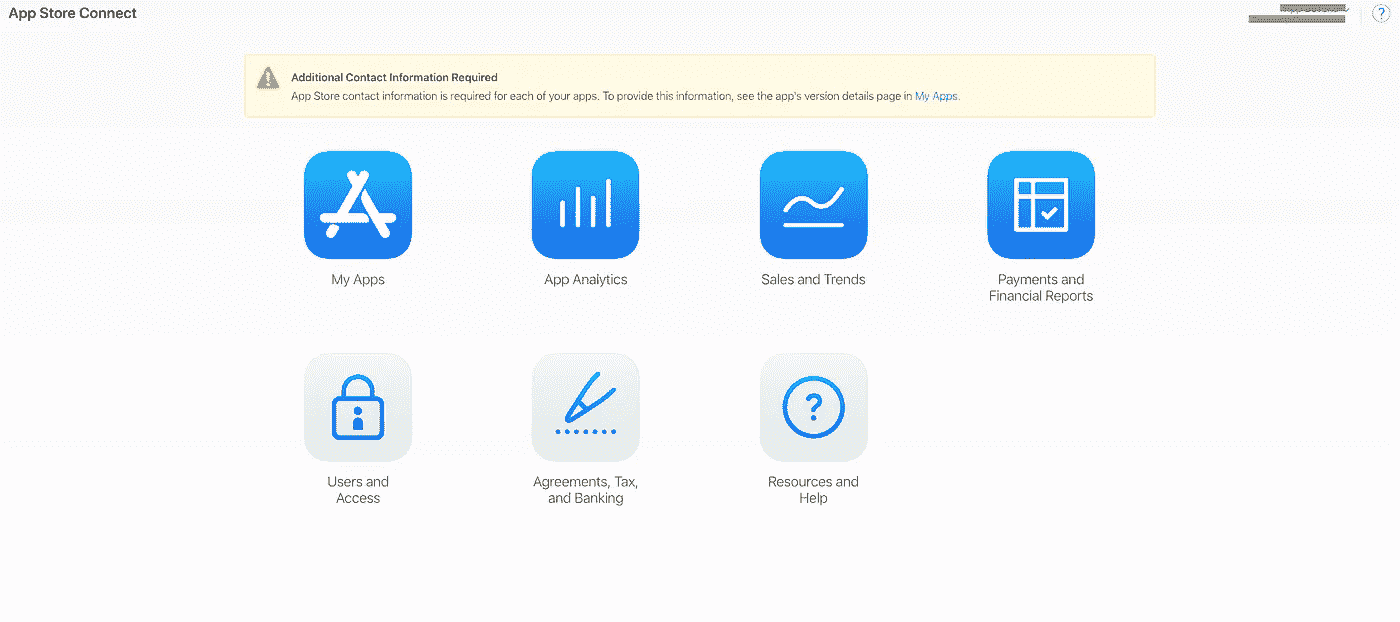 App Store Connect
?
Additional Contact Information Required
App Store contact information is required for each of your apps. To provide this information, see the app's version details page in My Apps.
My Apps
App Analytics
Sales and Trends
Payments and
Financial Reports
Users and
Access
Agreements, Tax,
and Banking
?
Resources and
Help